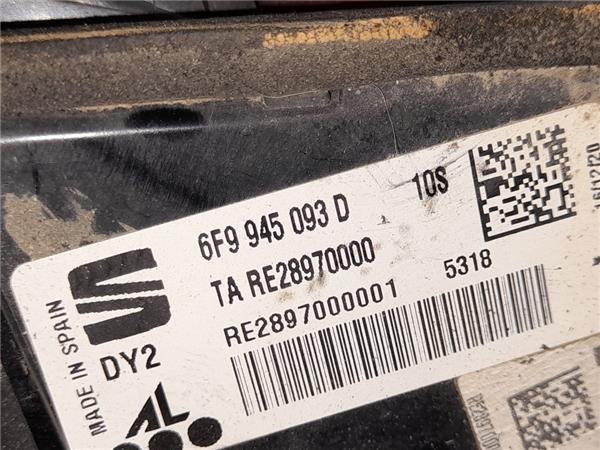 6F9 945 093 D 10S
TA RE28970000
RE2897000001 5318
MADE IN SPAIN
DY2
AL